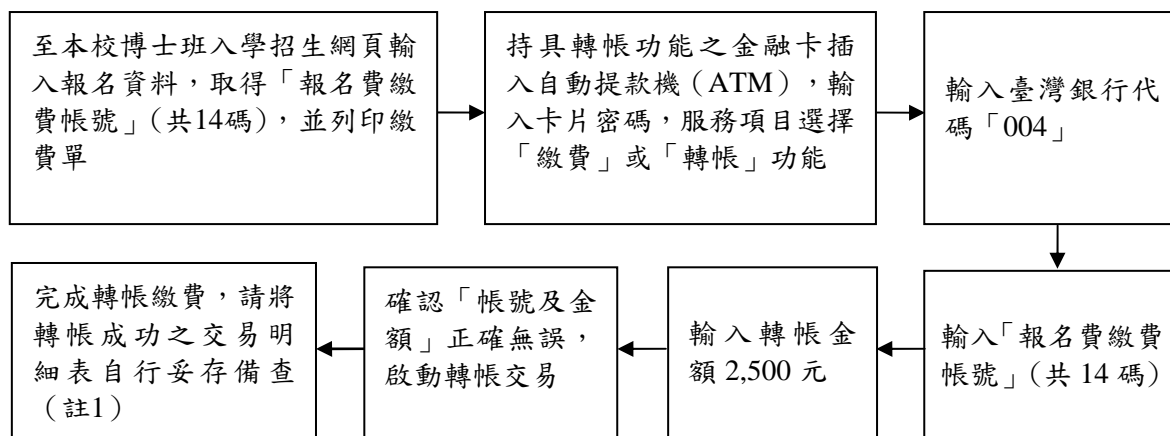 至本校博士班入學招生網頁輸
入報名資料，取得「報名費繳
費帳號」（共14碼），並列印繳
費單
持具轉帳功能之金融卡插
入自動提款機（ATM），輸
入卡片密碼，服務項目選擇
「繳費」或「轉帳」功能
輸入臺灣銀行代
碼「004」
輸入「報名費繳費
帳號」（共 14 碼）
輸入轉帳金
額 2,500 元
確認「帳號及金
額」正確無誤，
啟動轉帳交易
完成轉帳繳費，請將
轉帳成功之交易明
細表自行妥存備查
（註1）